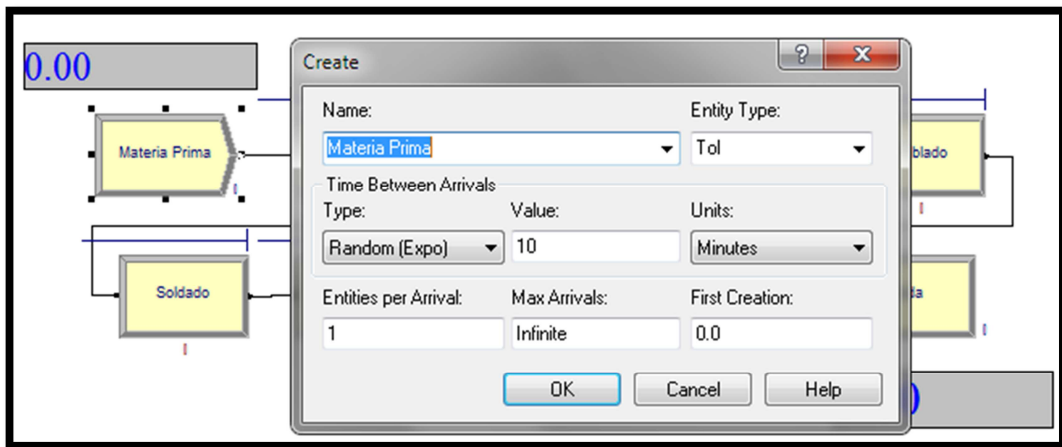 0.00
Create
Materia Prima
Name:
Entity Type:
Materia Prima
Tol
blado
Time Between Arrivals
Type:
Value:
Units:
Random (Expo)
10
Minutes
Soldado
Entities per Arrival:
Max Arrivals:
First Creation:
da
1
Infinite
0.0
OK
Cancel
Help